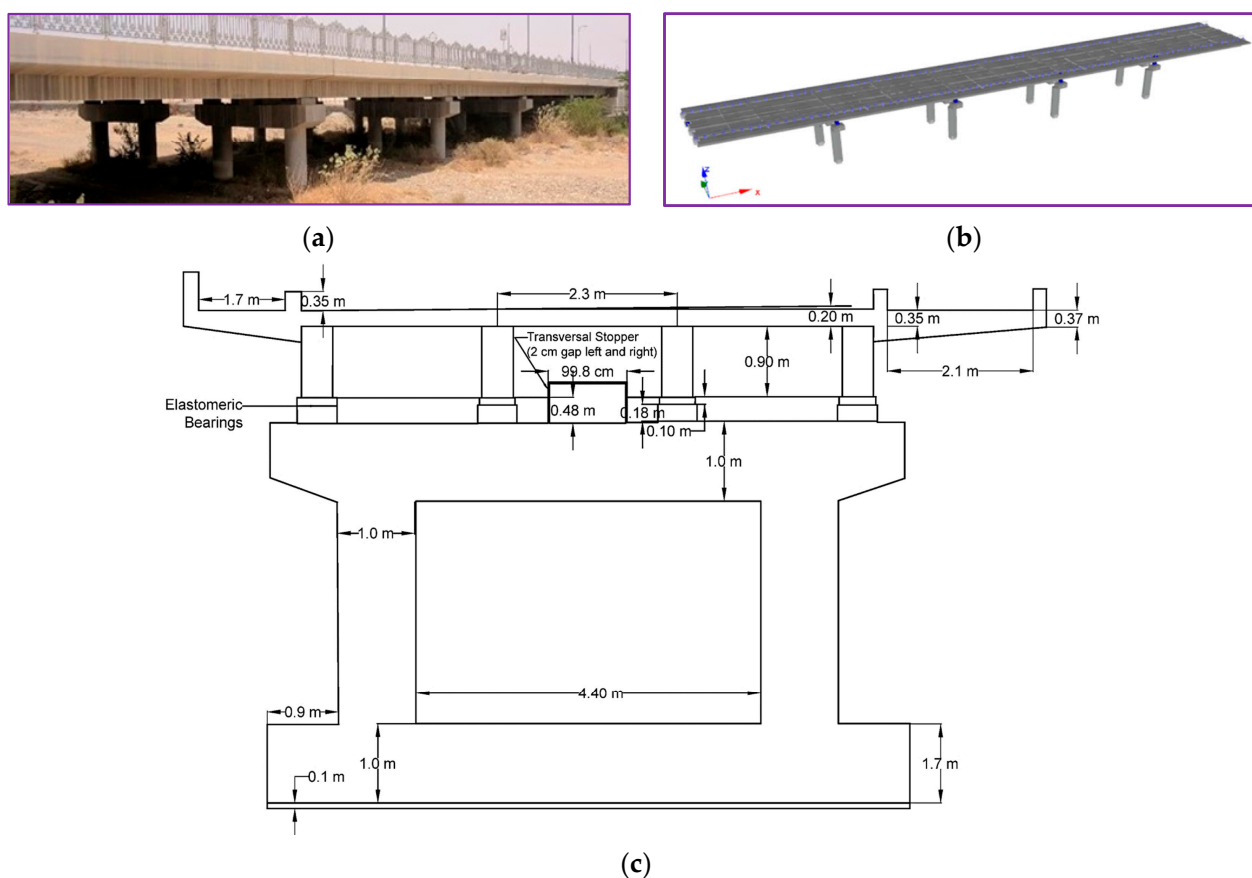 Z
X
(a)
(b)
1.7 m
0.35 m
2.3 m
0.20 m
0.35 m
0.37 m
Transversal Stopper
(2 cm gap left and right)
99.8 cm
0.90 m
2.1 m
Elastomeric
Bearings
0.48 m
0.18 m
0.10 m
1.0 m
1.0 m
4.40 m
0.9 m
1.0 m
0.1 m
1.7 m
(c)